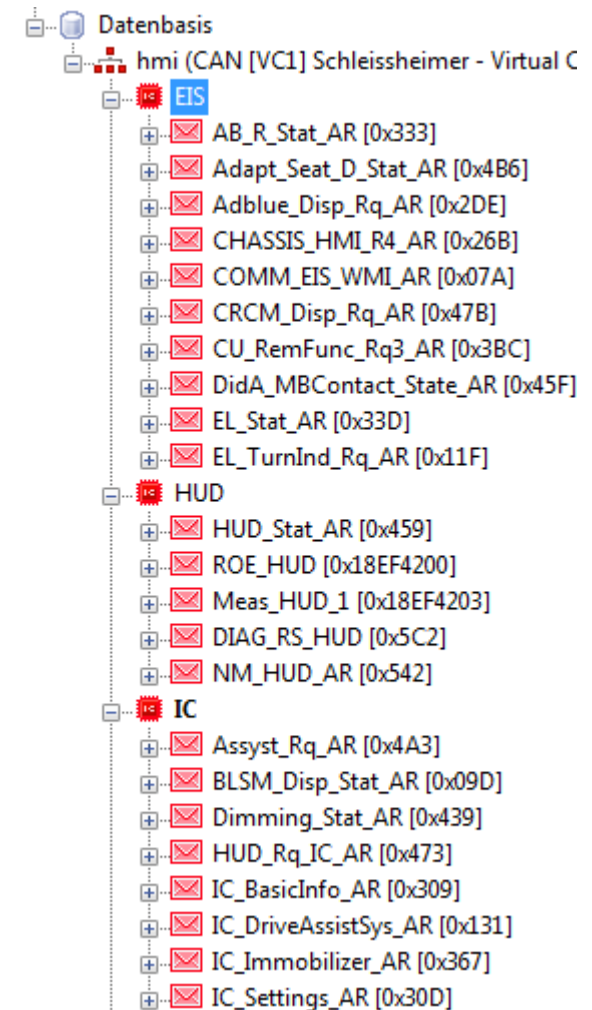 Datenbasis
hmi (CAN [VC1] Schleissheimer - Virtual C
EIS
AB_R_Stat_AR [0x333]
Adapt_Seat_D_Stat_AR [0x4B6]
Adblue_Disp_Rq_AR [0x2DE]
CHASSIS_HMI_R4_AR [0x26B]
COMM_EIS_WMI_AR [0x07A]
CRCM_Disp_Rq_AR [0x47B]
CU_RemFunc_Rq3_AR [0x3BC]
DidA_MBContact_State_AR [0x45F]
EL_Stat_AR [0x33D]
EL_TurnInd_Rq_AR [0x11F]
HUD
HUD_Stat_AR [0x459]
ROE_HUD [0x18EF4200]
Meas_HUD_1 [0x18EF4203]
DIAG_RS_HUD [0x5C2]
NM_HUD_AR [0x542]
IC
Assyst_Rq_AR [0x4A3]
BLSM_Disp_Stat_AR [0x09D]
Dimming_Stat_AR [0x439]
HUD_Rq_IC_AR [0x473]
IC_BasicInfo_AR [0x309]
IC_DriveAssistSys_AR [0x131]
IC_Immobilizer_AR [0x367]
IC_Settings_AR [0x30D]